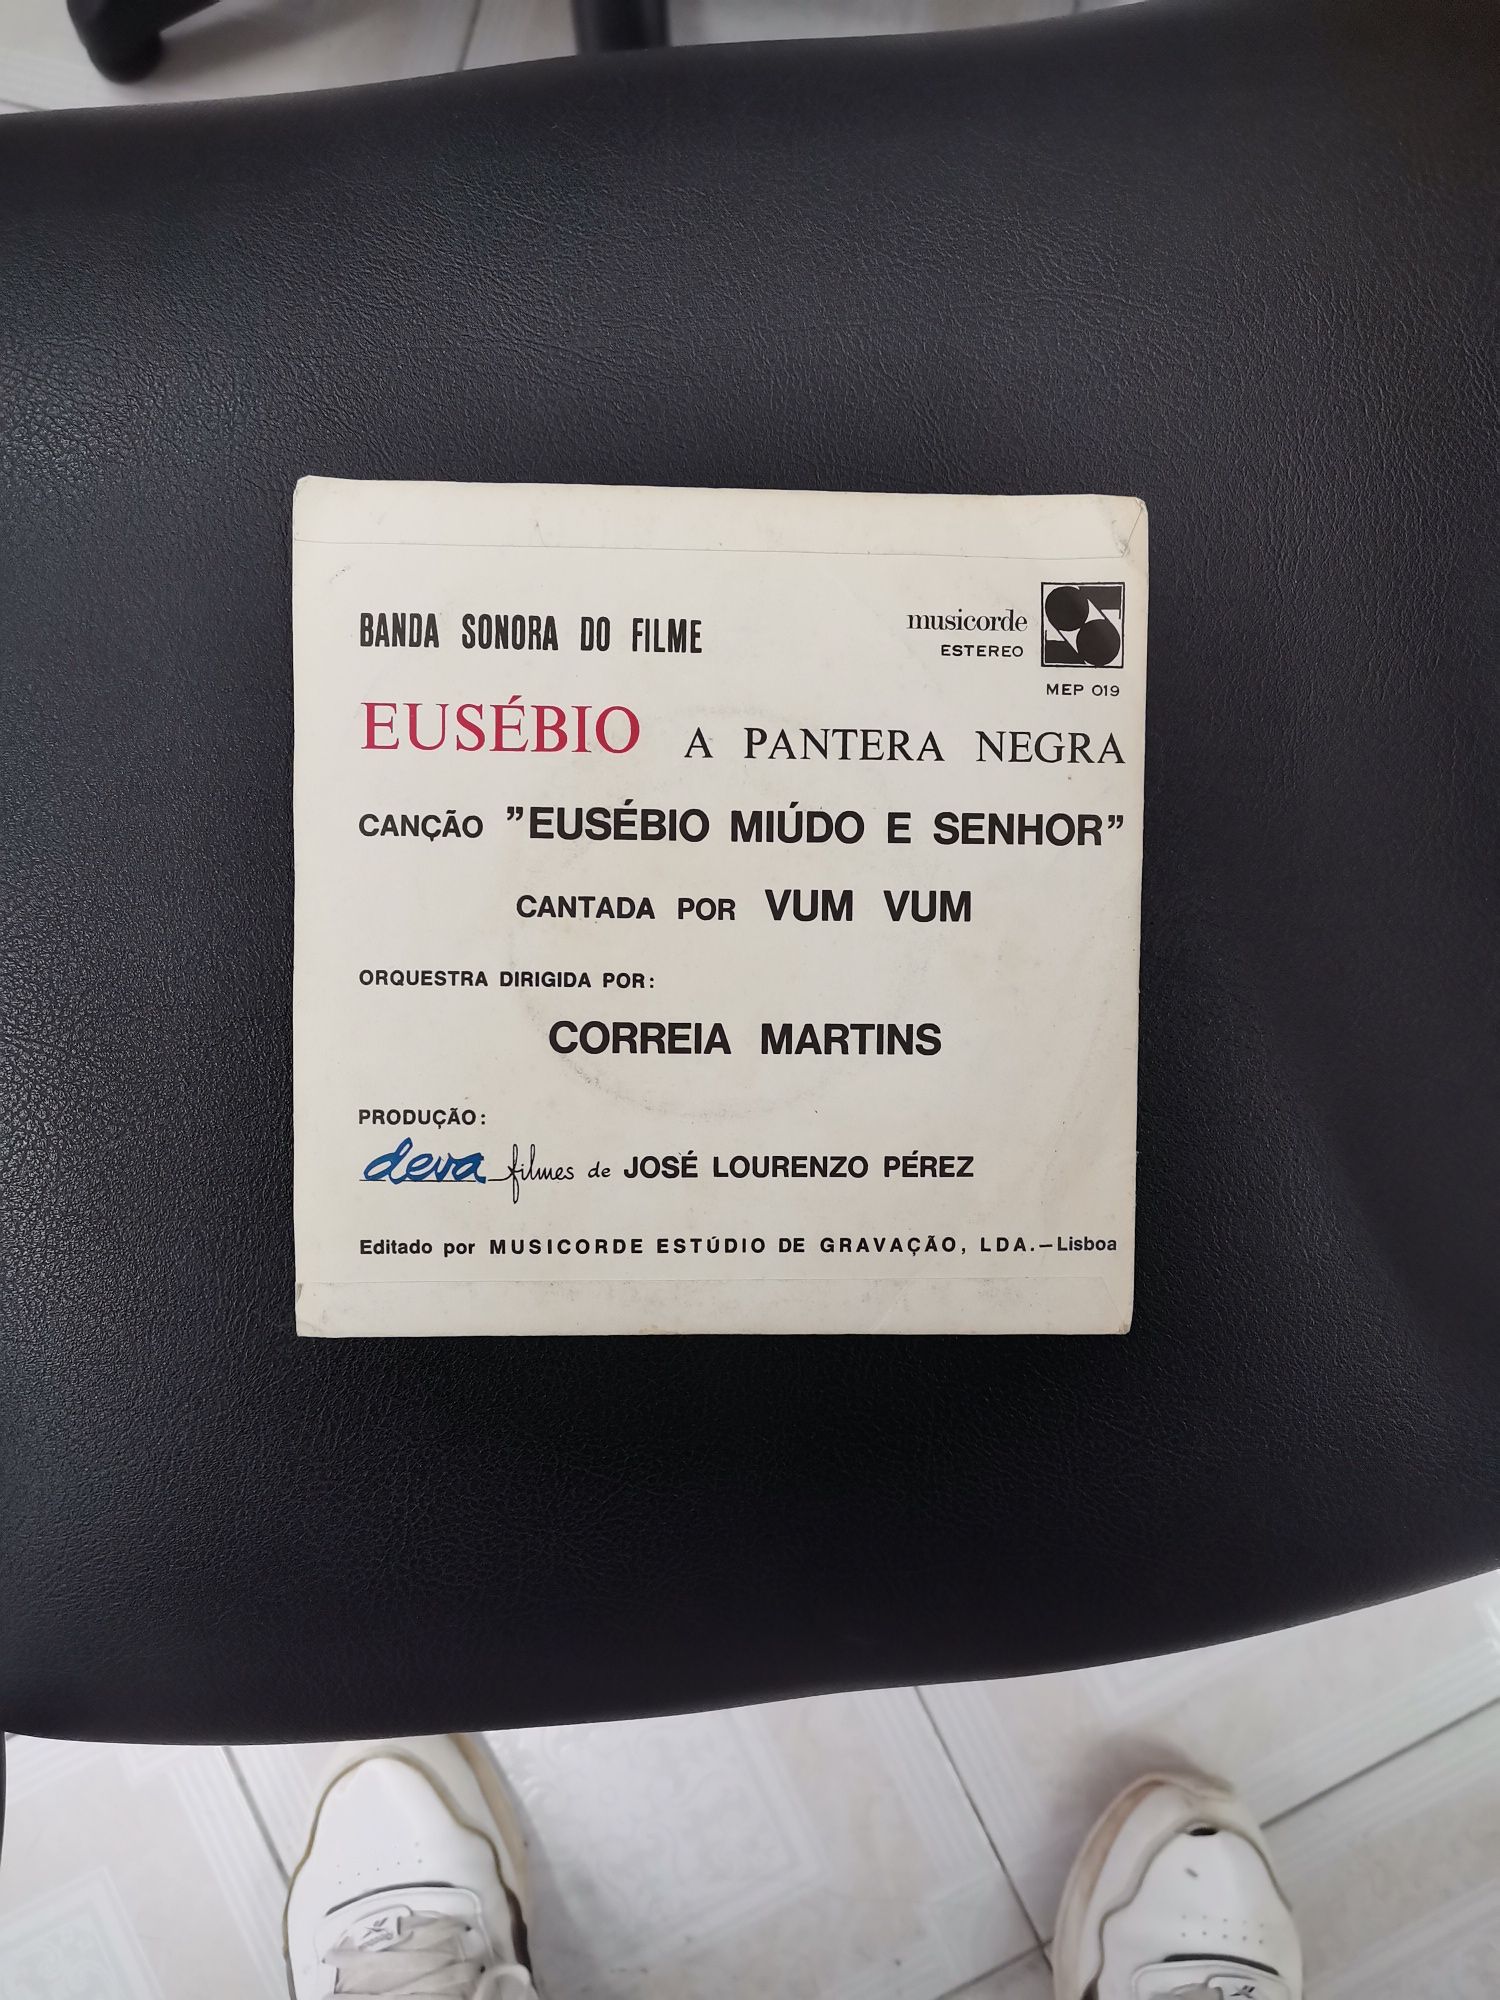 BANDA SONORA DO FILME
musicorde
ESTEREO
MEP 019
EUSÉBIO A PANTERA NEGRA
CANÇÃO ”EUSÉBIO MIÚDO E SENHOR”
CANTADA POR VUM VUM
ORQUESTRA DIRIGIDA POR:
CORREIA MARTINS
PRODUÇÃO:
deva filmes de JOSÉ LOURENZO PÉREZ
Editado por MUSICORDE ESTÚDIO DE GRAVAÇÃO, LDA.—Lisboa